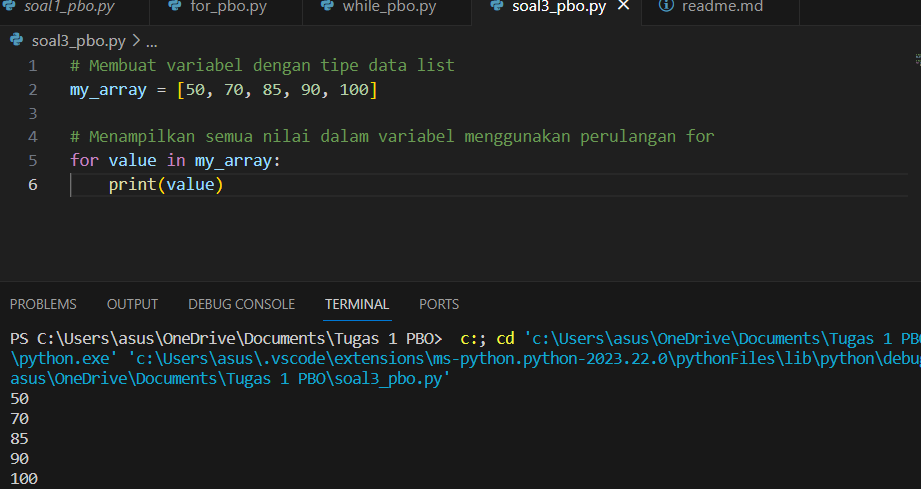 soal1_pbo.py for_pbo.py while_pbo.py soal3_pbo.py readme.md
soal3_pbo.py > ...
1 # Membuat variabel dengan tipe data list
2 my_array = [50, 70, 85, 90, 100]
3
4 # Menampilkan semua nilai dalam variabel menggunakan perulangan for
5 for value in my_array:
6     print(value)
PROBLEMS OUTPUT DEBUG CONSOLE TERMINAL PORTS
PS C:\Users\asus\OneDrive\Documents\Tugas 1 PBO>  c:; cd 'c:\Users\asus\OneDrive\Documents\Tugas 1 PBO
\python.exe' 'c:\Users\asus\.vscode\extensions\ms-python.python-2023.22.0\pythonFiles\lib\python\debug
asus\OneDrive\Documents\Tugas 1 PBO\soal3_pbo.py'
50
70
85
90
100